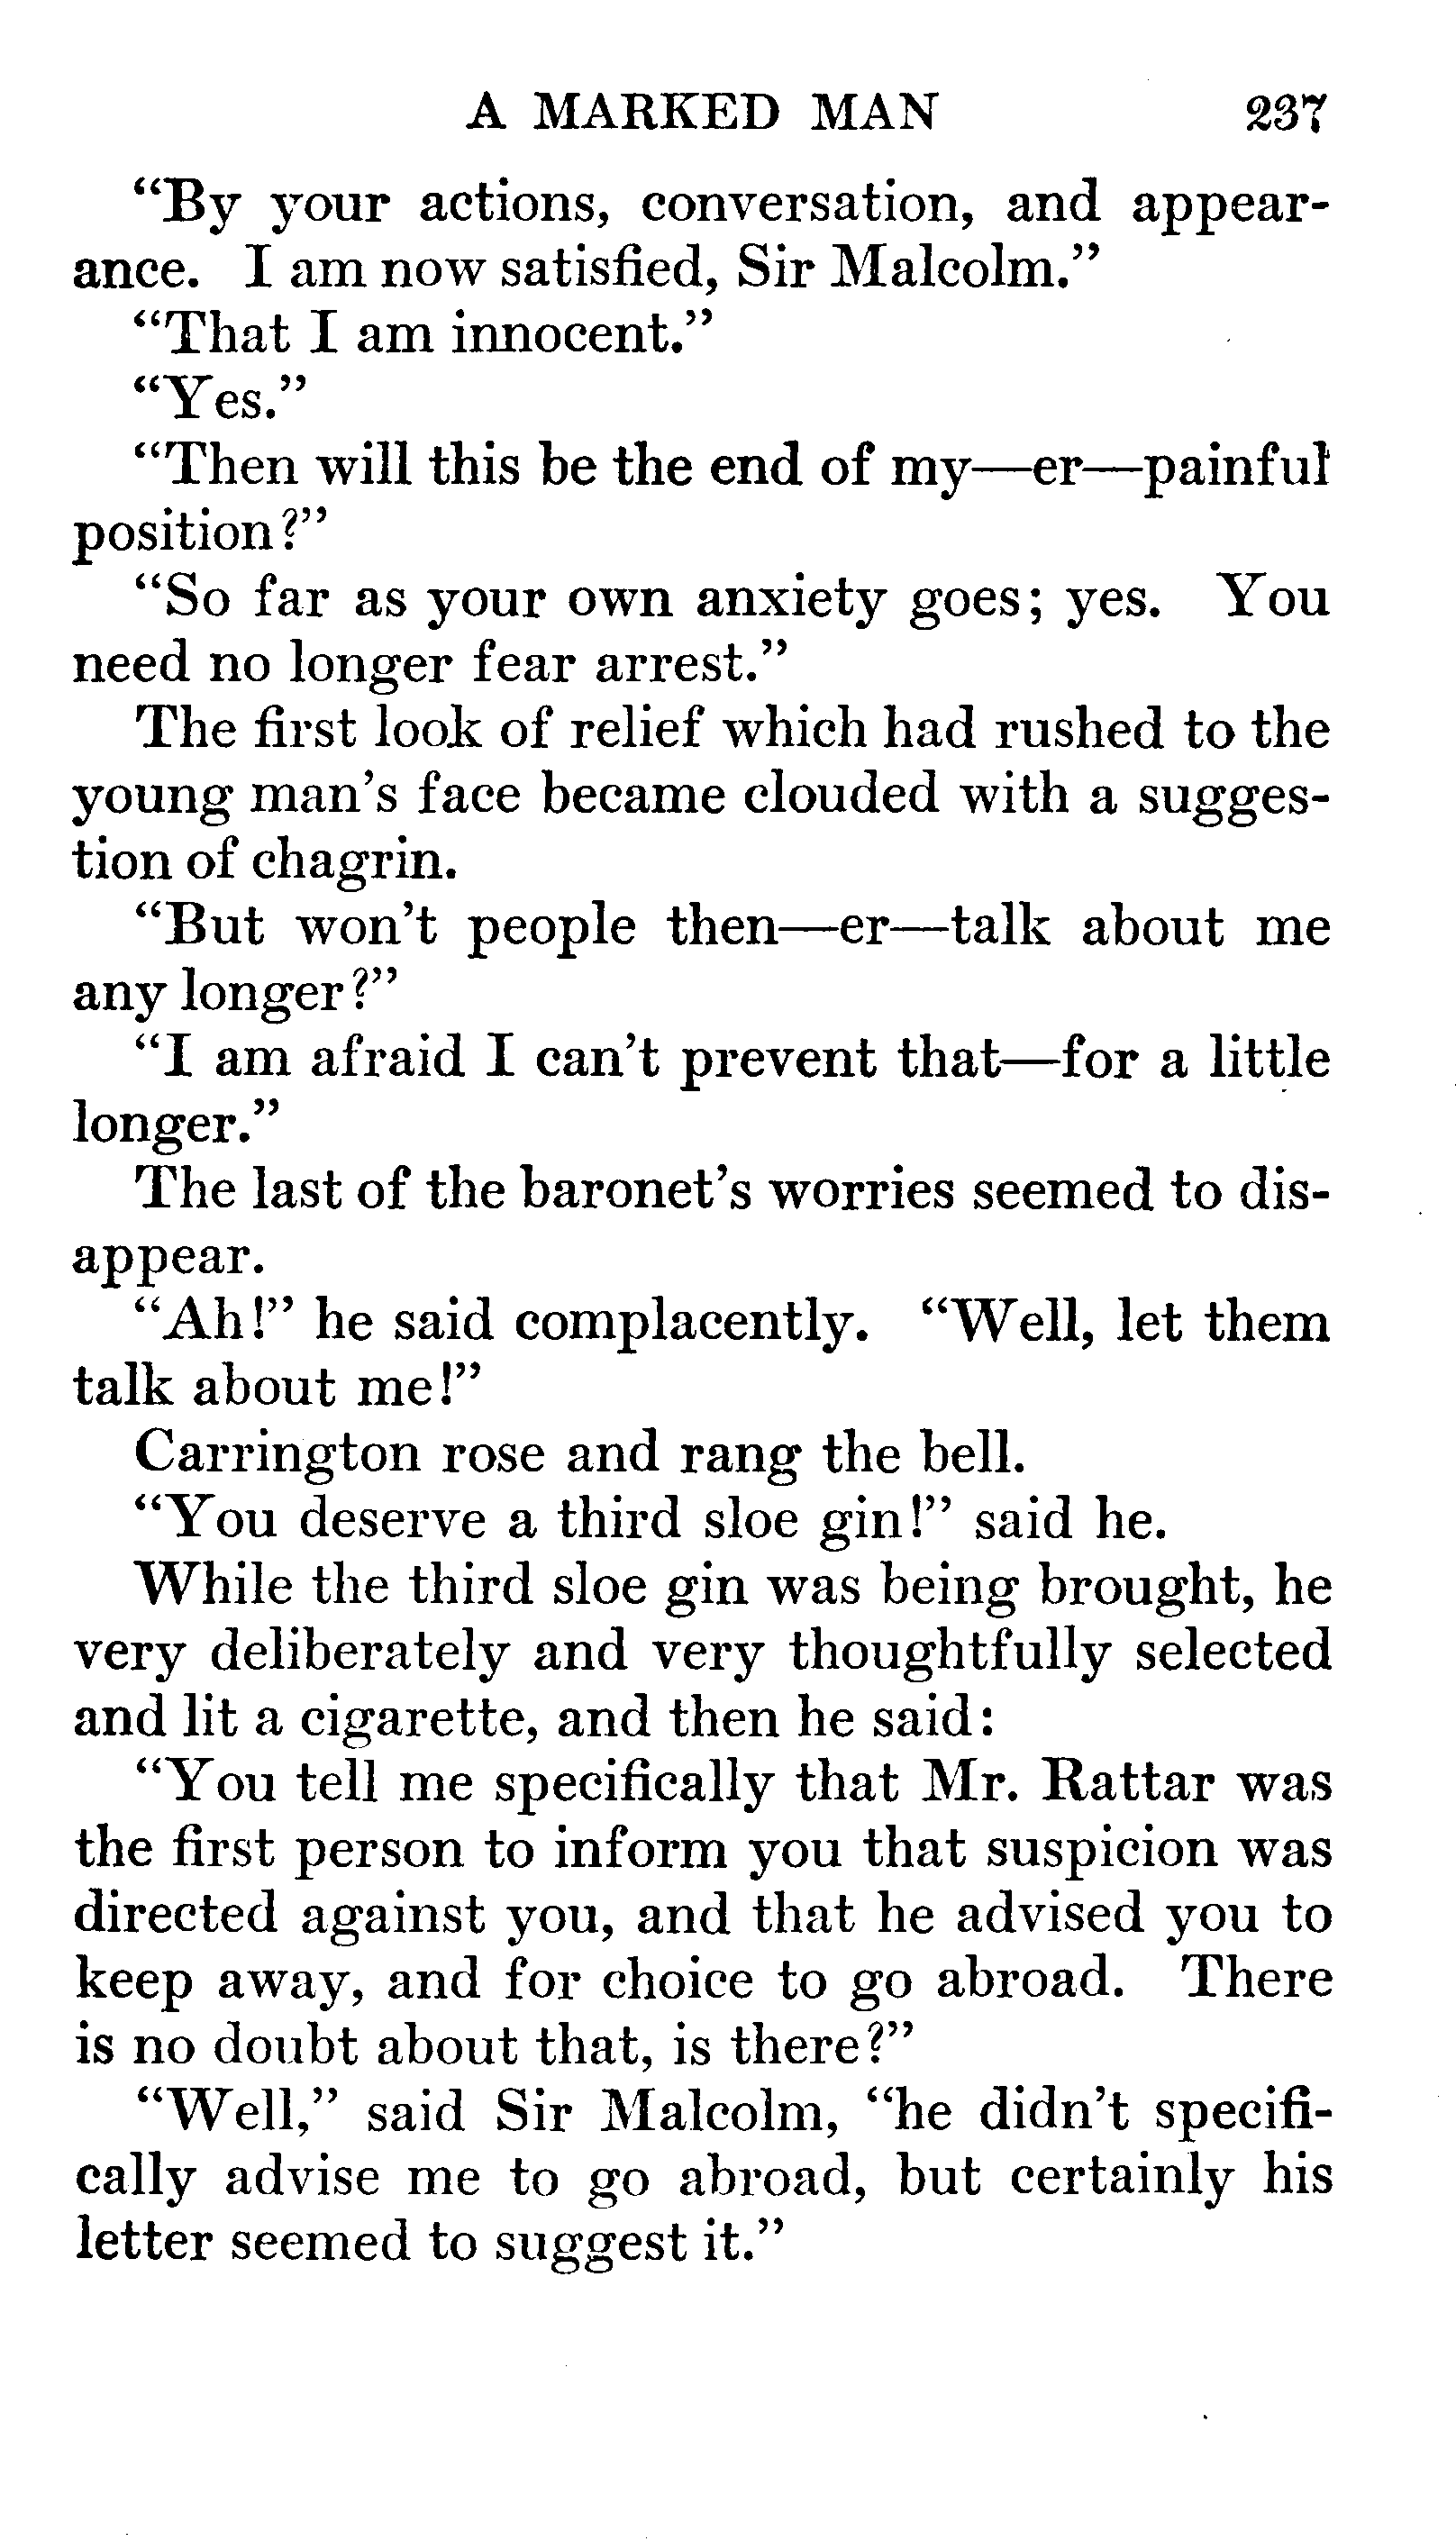 A MARKED MAN 237
“By your actions, conversation, and appear-
ance. I am now satisfied, Sir Malcolm.”
“That I am innocent.”
“Yes.”
“Then will this be the end of my—er—painful
position?”
“So far as your own anxiety goes; yes. You
need no longer fear arrest.”
The first look of relief which had rushed to the
young man's face became clouded with a sugges-
tion of chagrin.
“But won't people then—er—talk about me
any longer?”
“I am afraid I can't prevent that—for a little
longer.”
The last of the baronet's worries seemed to dis-
appear.
“Ah!” he said complacently. “Well, let them
talk about me!”
Carrington rose and rang the bell.
“You deserve a third sloe gin!” said he.
While the third sloe gin was being brought, he
very deliberately and very thoughtfully selected
and lit a cigarette, and then he said:
“You tell me specifically that Mr. Rattar was
the first person to inform you that suspicion was
directed against you, and that he advised you to
keep away, and for choice to go abroad. There
is no doubt about that, is there?”
“Well,” said Sir Malcolm, “he didn't specifi-
cally advise me to go abroad, but certainly his
letter seemed to suggest it.”